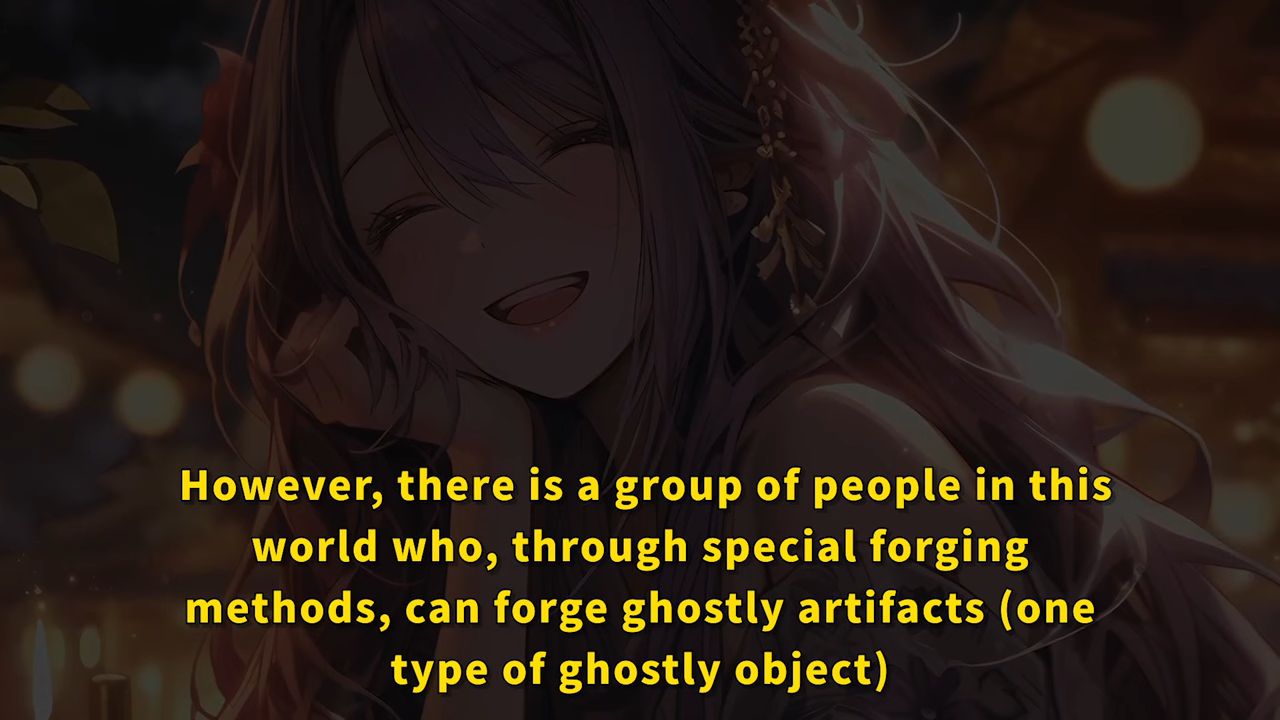 However, there is a group of people in this
world who, through special forging
methods, can forge ghostly artifacts (one
type of ghostly object)